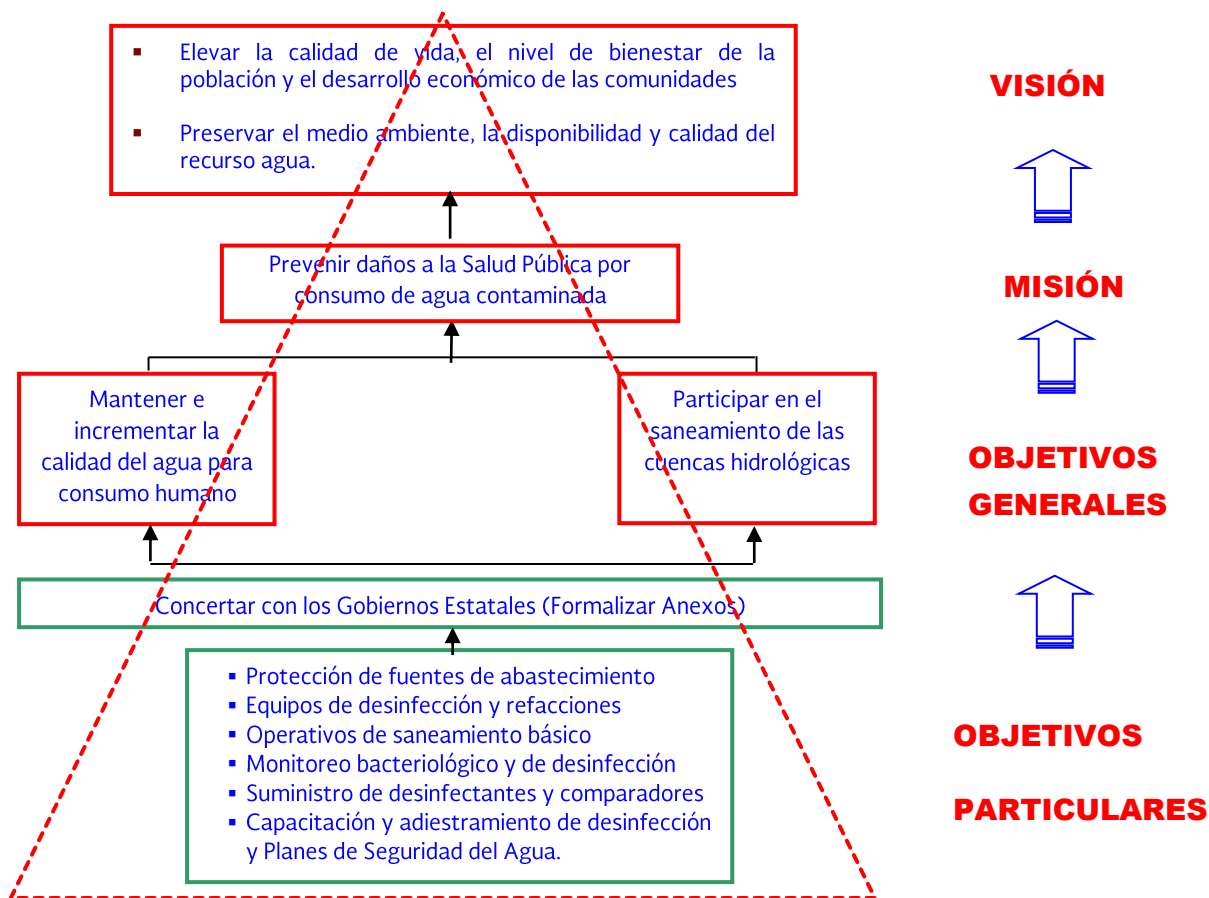 ▪ Elevar la calidad de vida, el nivel de bienestar de la
población y el desarrollo económico de las comunidades
▪ Preservar el medio ambiente, la disponibilidad y calidad del
recurso agua.
VISIÓN
Prevenir daños a la Salud Pública por
consumo de agua contaminada
MISIÓN
Mantener e
incrementar la
calidad del agua para
consumo humano
Participar en el
saneamiento de las
cuencas hidrológicas
OBJETIVOS
GENERALES
Concertar con los Gobiernos Estatales (Formalizar Anexos)
▪ Protección de fuentes de abastecimiento
▪ Equipos de desinfección y refacciones
▪ Operativos de saneamiento básico
▪ Monitoreo bacteriológico y de desinfección
▪ Suministro de desinfectantes y comparadores
▪ Capacitación y adiestramiento de desinfección
y Planes de Seguridad del Agua.
OBJETIVOS
PARTICULARES